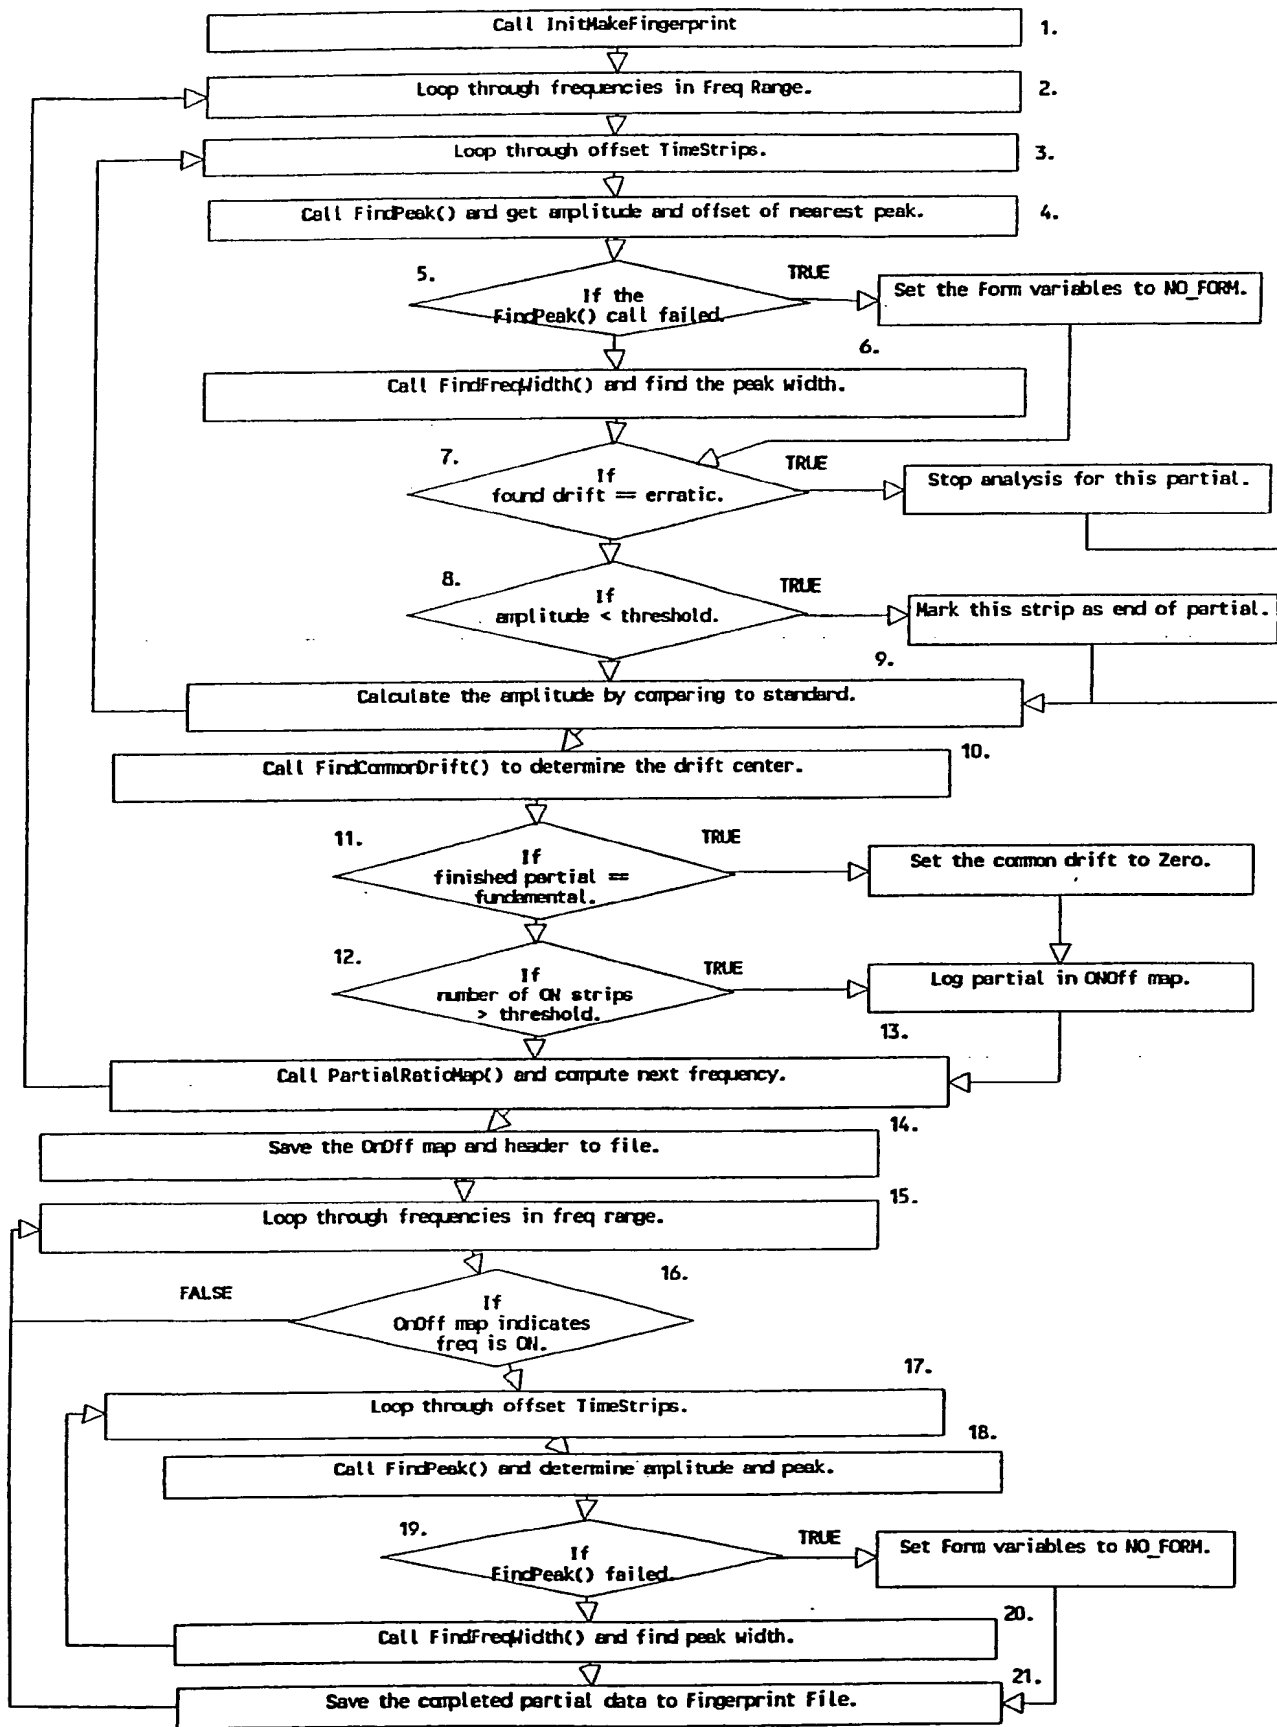 Call InitMakeFingerprint
1.
Loop through frequencies in Freq Range.
2.
Loop through offset TimeStrips.
3.
Call FindPeak() and get amplitude and offset of nearest peak.
4.
5.
TRUE
If the
FindPeak() call failed.
Set the Form variables to NO_FORM.
6.
Call FindFreqWidth() and find the peak width.
7.
TRUE
If
found drift == erratic.
Stop analysis for this partial.
8.
TRUE
If
amplitude < threshold.
Mark this strip as end of partial.
9.
Calculate the amplitude by comparing to standard.
10.
Call FindCommonDrift() to determine the drift center.
11.
TRUE
If
finished partial ==
fundamental.
Set the common drift to Zero.
12.
TRUE
If
number of ON strips
> threshold.
Log partial in ONOff map.
13.
Call PartialRatioMap() and compute next frequency.
14.
Save the OnOff map and header to file.
15.
Loop through frequencies in freq range.
16.
FALSE
If
OnOff map indicates
freq is ON.
17.
Loop through offset TimeStrips.
18.
Call FindPeak() and determine amplitude and peak.
19.
TRUE
If
FindPeak() failed.
Set Form variables to NO_FORM.
20.
Call FindFreqWidth() and find peak width.
21.
Save the completed partial data to Fingerprint File.